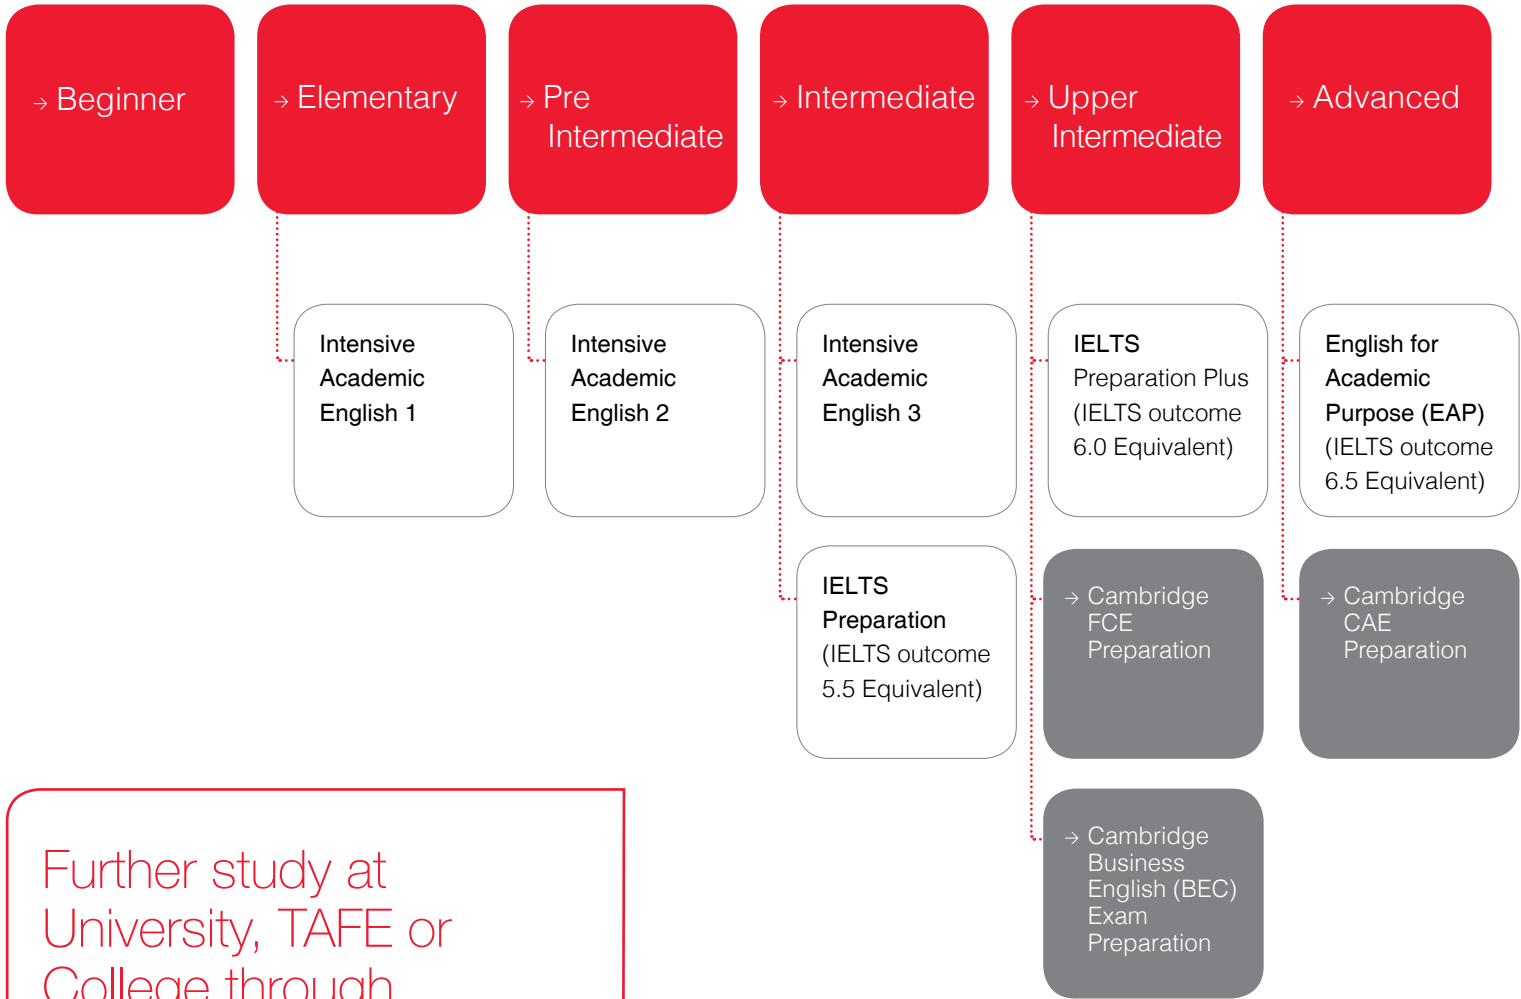 → Beginner
→ Elementary
→ Pre
Intermediate
→ Intermediate
→ Upper
Intermediate
→ Advanced
Intensive
Academic
English 1
Intensive
Academic
English 2
Intensive
Academic
English 3
IELTS
Preparation Plus
(IELTS outcome
6.0 Equivalent)
English for
Academic
Purpose (EAP)
(IELTS outcome
6.5 Equivalent)
IELTS
Preparation
(IELTS outcome
5.5 Equivalent)
→ Cambridge
FCE
Preparation
→ Cambridge
CAE
Preparation
→ Cambridge
Business
English (BEC)
Exam
Preparation
Further study at
University, TAFE or
College through